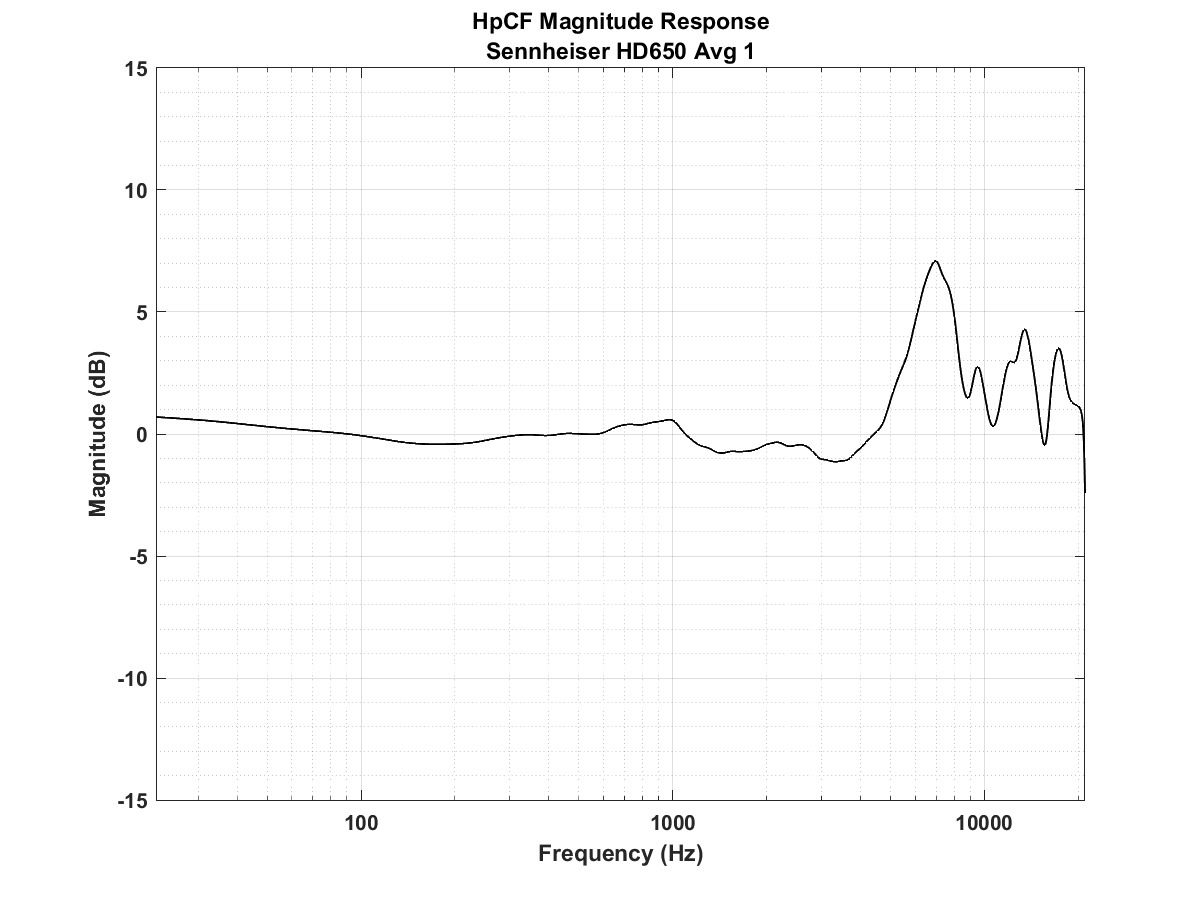 HpCF Magnitude Response
Sennheiser HD650 Avg 1
15
10
5
0
-5
-10
-15
Magnitude (dB)
100
1000
10000
Frequency (Hz)